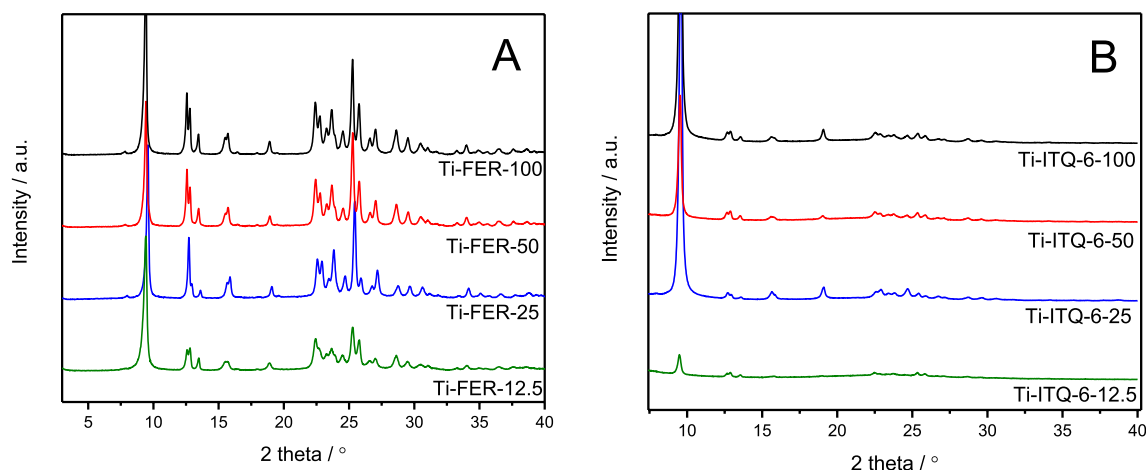 A
Intensity / a.u.
Ti-FER-100
Ti-FER-50
Ti-FER-25
Ti-FER-12.5
5 10 15 20 25 30 35 40
2 theta / °
B
Intensity / a.u.
Ti-ITQ-6-100
Ti-ITQ-6-50
Ti-ITQ-6-25
Ti-ITQ-6-12.5
10 15 20 25 30 35 40
2 theta / °